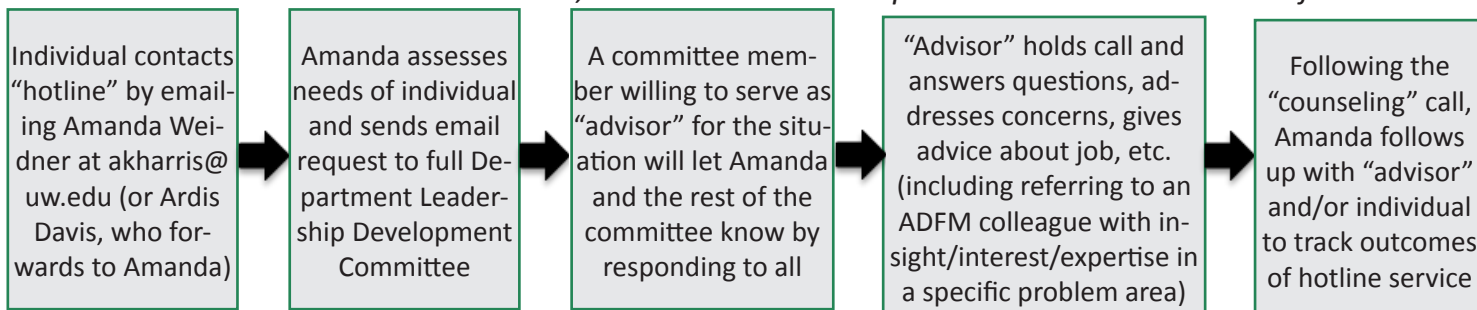 Individual contacts
“hotline” by email-
ing Amanda Wei-
dner at akharris@
uw.edu (or Ardis
Davis, who for-
wards to Amanda)
Amanda assesses
needs of individual
and sends email
request to full De-
partment Leader-
ship Development
Committee
A committee mem-
ber willing to serve as
“advisor” for the situ-
ation will let Amanda
and the rest of the
committee know by
responding to all
“Advisor” holds call and
answers questions, ad-
dresses concerns, gives
advice about job, etc.
(including referring to an
ADFM colleague with in-
sight/interest/expertise in
a specific problem area)
Following the
“counseling” call,
Amanda follows
up with “advisor”
and/or individual
to track outcomes
of hotline service